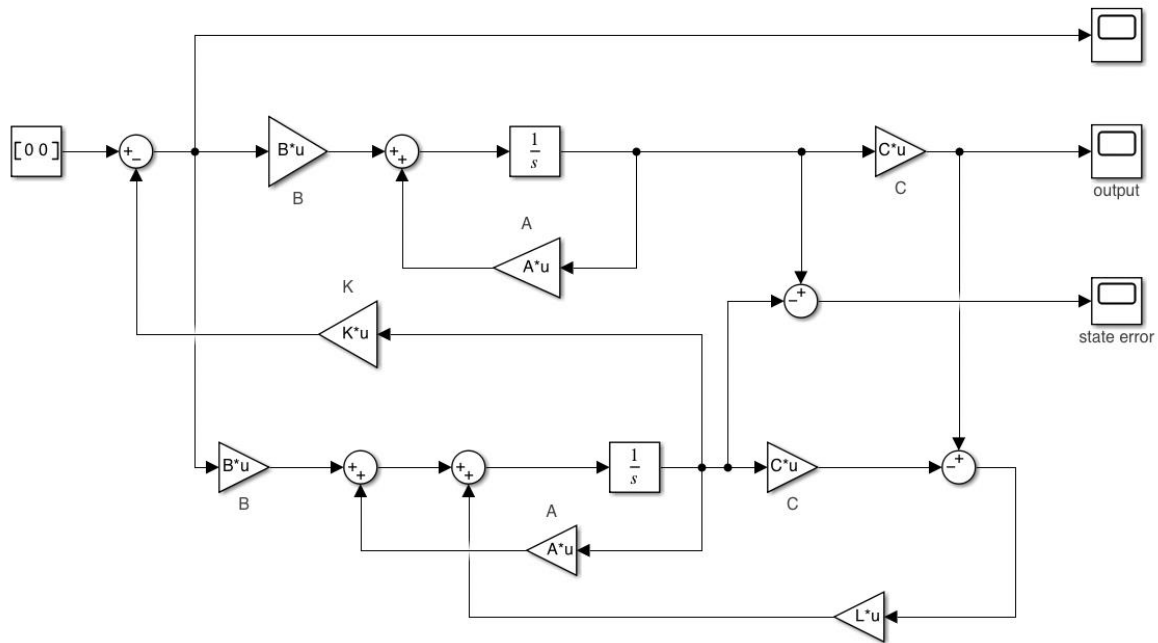 [0 0]
+
−
B*u
B
+
+
1
s
C*u
C
output
A
A*u
+
−
state error
K
K*u
B*u
B
+
+
+
+
1
s
C*u
C
+
−
A
A*u
L*u